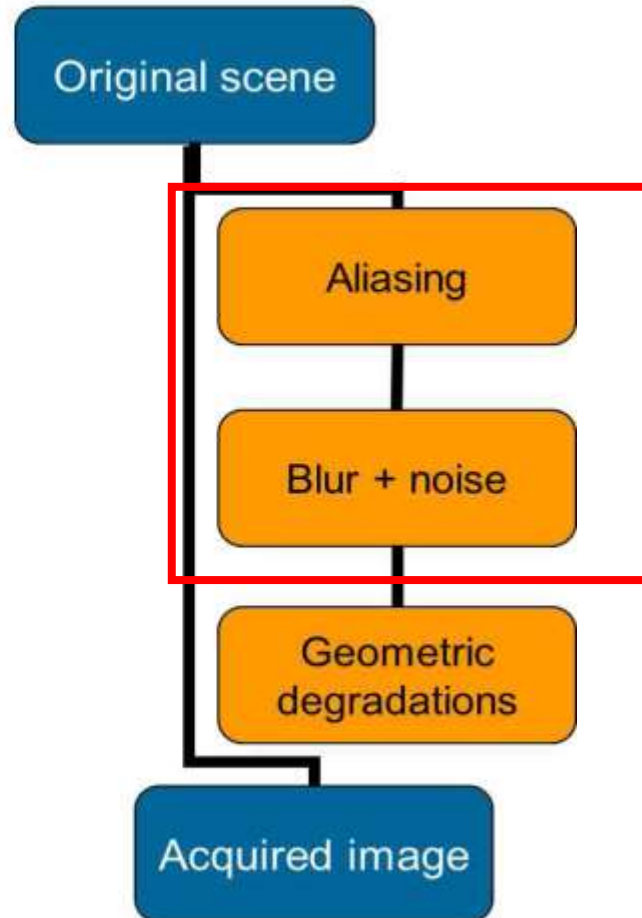 Original scene
Aliasing
Blur + noise
Geometric
degradations
Acquired image